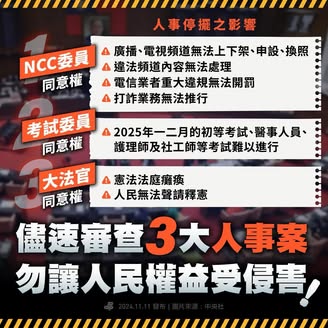 人事停擺之影響
1
NCC委員
同意權
廣播、電視頻道無法上下架、申設、換照
違法頻道內容無法處理
電信業者重大違規無法開罰
打詐業務無法推行
2
考試委員
同意權
2025年一二月的初等考試、醫事人員、
護理師及社工師等考試難以進行
3
大法官
同意權
憲法法庭癱瘓
人民無法聲請釋憲
儘速審查3大人事案
勿讓人民權益受侵害!
2024.11.11 發布 | 圖片來源:中央社